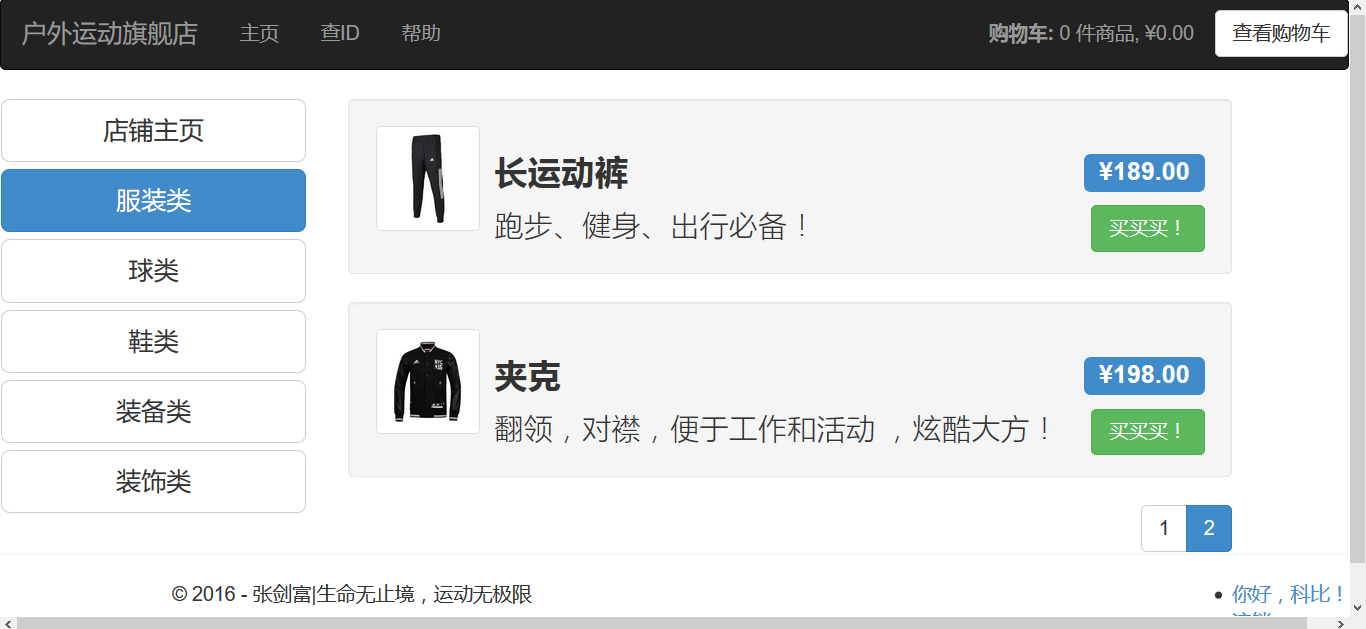 户外运动旗舰店 主页 查ID 帮助 购物车: 0 件商品, ¥0.00 查看购物车
店铺主页
服装类
球类
鞋类
装备类
装饰类
长运动裤
¥189.00
跑步、健身、出行必备！
买买买！
夹克
¥198.00
翻领，对襟，便于工作和活动 ，炫酷大方！
买买买！
1 2
© 2016 - 张剑富|生命无止境，运动无极限
你好，科比！